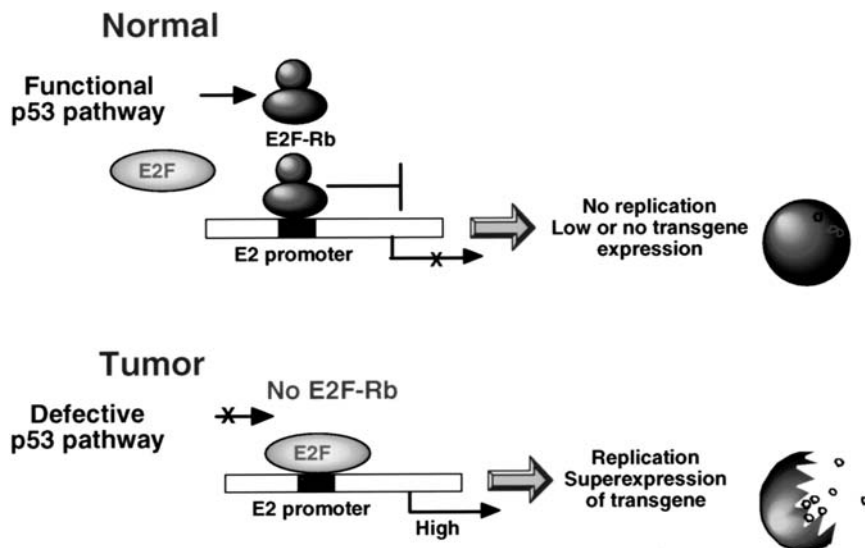 Normal
Functional
p53 pathway
E2F-Rb
E2F
E2 promoter
x
No replication
Low or no transgene
expression
Tumor
No E2F-Rb
Defective
p53 pathway
x
E2F
E2 promoter
High
Replication
Superexpression
of transgene